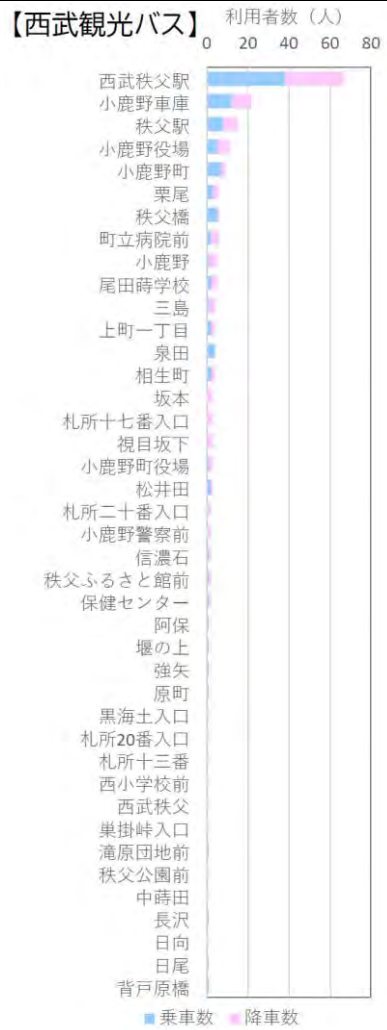 【西武観光バス】
利用者数（人）
0 20 40 60 80
西武秩父駅
小鹿野車庫
秩父駅
小鹿野役場
小鹿野町
栗尾
秩父橋
町立病院前
小鹿野
尾田蒔学校
三島
上町一丁目
泉田
相生町
坂本
札所十七番入口
視目坂下
小鹿野町役場
松井田
札所二十番入口
小鹿野警察前
信濃石
秩父ふるさと館前
保健センター
阿保
堰の上
強矢
原町
黒海土入口
札所20番入口
札所十三番
西小学校前
西武秩父
巣掛峠入口
滝原団地前
秩父公園前
中蒔田
長沢
日向
日尾
背戸原橋
乗車数 降車数